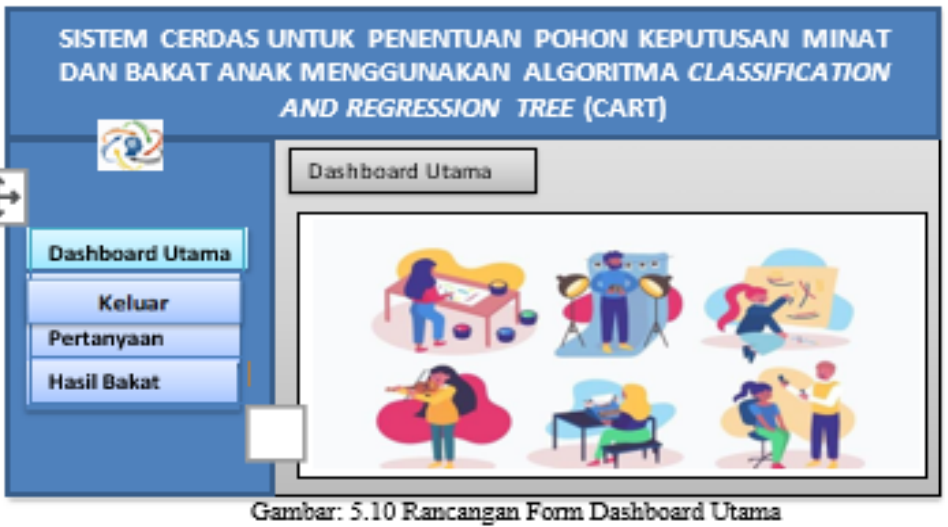 SISTEM CERDAS UNTUK PENENTUAN POHON KEPUTUSAN MINAT
DAN BAKAT ANAK MENGGUNAKAN ALGORITMA CLASSIFICATION
AND REGRESSION TREE (CART)
Dashboard Utama
Dashboard Utama
Keluar
Pertanyaan
Hasil Bakat
Gambar: 5.10 Rancangan Form Dashboard Utama